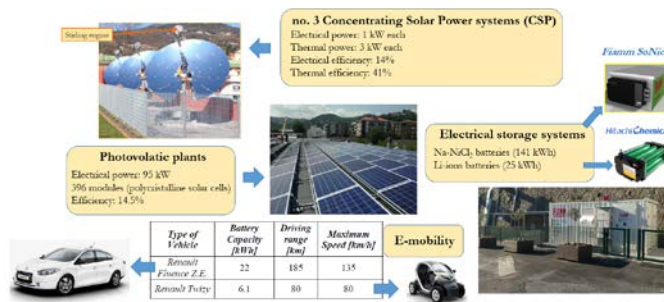 Stirling engine
no. 3 Concentrating Solar Power systems (CSP)
Electrical power: 1 kW each
Thermal power: 3 kW each
Electrical efficiency: 14%
Thermal efficiency: 41%
Fiamm SoNick
Photovolatic plants
Electrical power: 95 kW
396 modules (polycristalline solar cells)
Efficiency: 14.5%
Electrical storage systems
Na-NiCl2 batteries (141 kWh)
Li-ions batteries (25 kWh)
HitachiChemical
Type of Vehicle Battery Capacity [kWh] Driving range [km] Maximum Speed [km/h]
Renault Fluence Z.E. 22 185 135
Renault Twizy 6.1 80 80
E-mobility